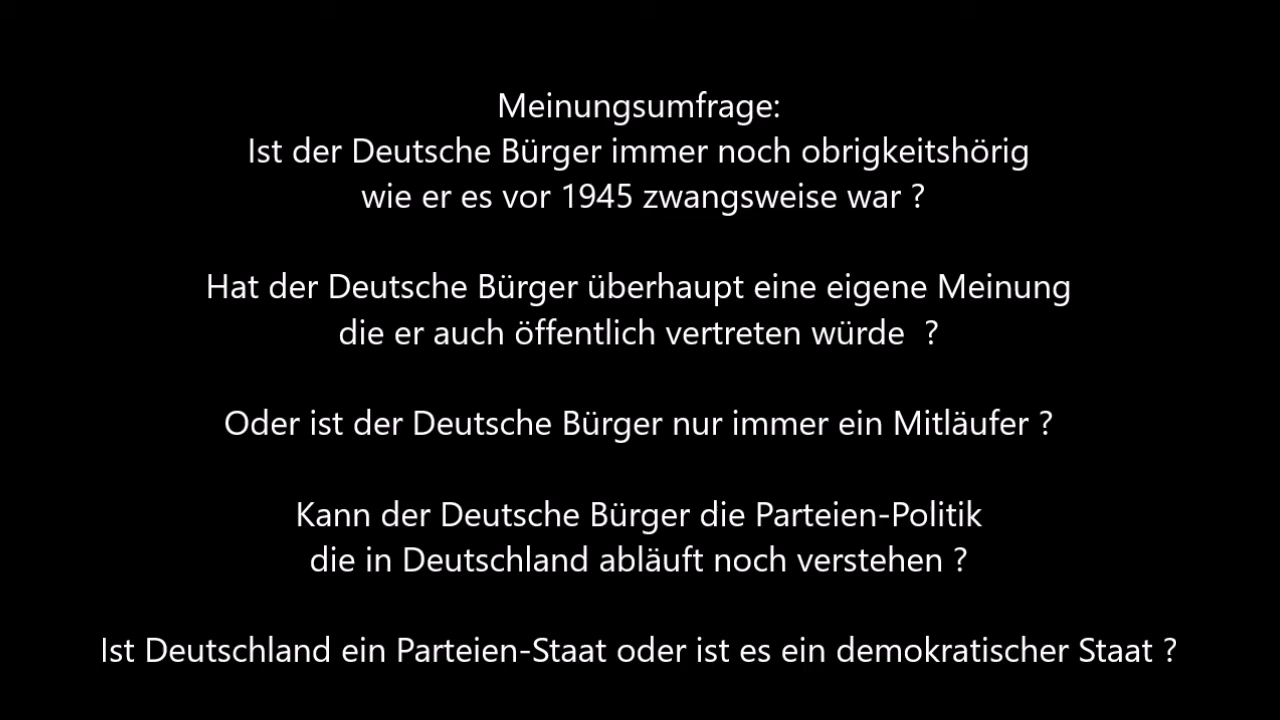 Meinungsumfrage:
Ist der Deutsche Bürger immer noch obrigkeitshörig
wie er es vor 1945 zwangsweise war ?
Hat der Deutsche Bürger überhaupt eine eigene Meinung
die er auch öffentlich vertreten würde  ?
Oder ist der Deutsche Bürger nur immer ein Mitläufer ?
Kann der Deutsche Bürger die Parteien-Politik
die in Deutschland abläuft noch verstehen ?
Ist Deutschland ein Parteien-Staat oder ist es ein demokratischer Staat ?